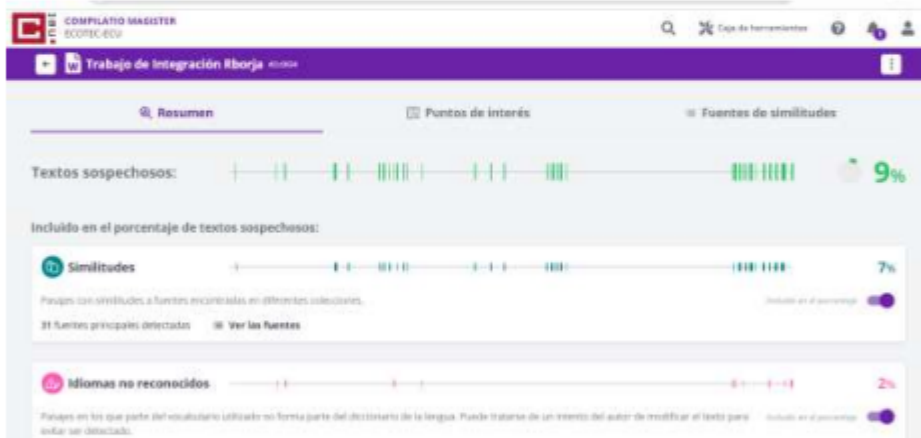 COMPILATIO MAGISTER
ECOTEC-ECU
Caja de herramientas
Trabajo de Integración Rborja
Resumen
Puntos de interés
Fuentes de similitudes
Textos sospechosos:
9%
Incluido en el porcentaje de textos sospechosos:
Similitudes
7%
Pasajes con similitudes a fuentes encontradas en diferentes colecciones.
Incluido en el porcentaje
31 fuentes principales detectadas
Ver las fuentes
Idiomas no reconocidos
2%
Pasajes en los que parte del vocabulario utilizado no forma parte del diccionario de la lengua. Puede tratarse de un intento del autor de modificar el texto para
Incluido en el porcentaje
evitar ser detectado.